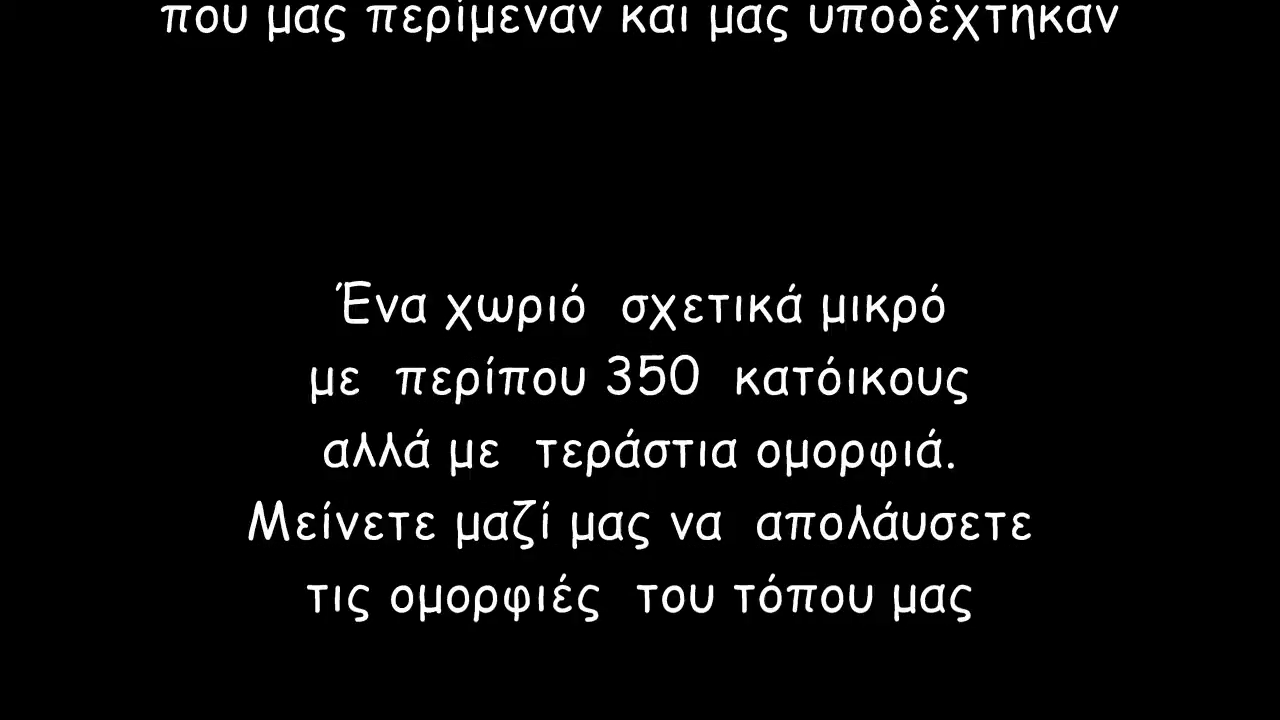 που μας περίμεναν και μας υποδέχτηκαν
Ένα χωριό σχετικά μικρό
με περίπου 350 κατόικους
αλλά με τεράστια ομορφιά.
Μείνετε μαζί μας να απολάυσετε
τις ομορφιές του τόπου μας